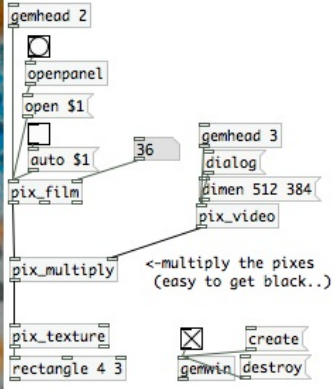 gemhead 2
openpanel
open $1
auto $1
36
pix_film
gemhead 3
dialog
dimen 512 384
pix_video
pix_multiply
<-multiply the pixes
(easy to get black..)
pix_texture
rectangle 4 3
create
gemwin
destroy